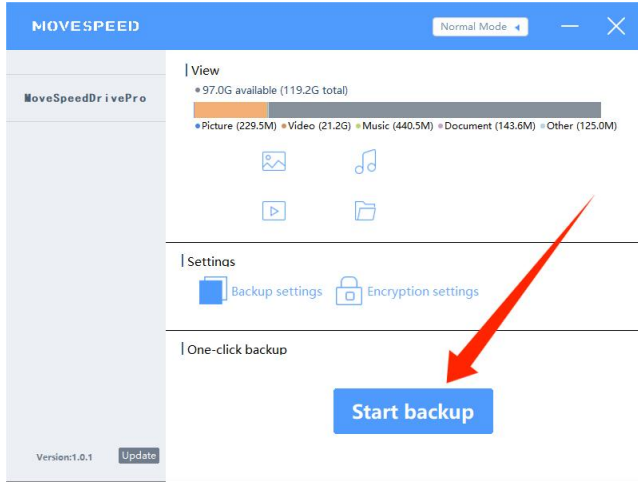 MOVESPEED
Normal Mode
View
97.0G available (119.2G total)
MoveSpeedDrivePro
Picture (229.5M) Video (21.2G) Music (440.5M) Document (143.6M) Other (125.0M)
Settings
Backup settings Encryption settings
One-click backup
Start backup
Version:1.0.1 Update